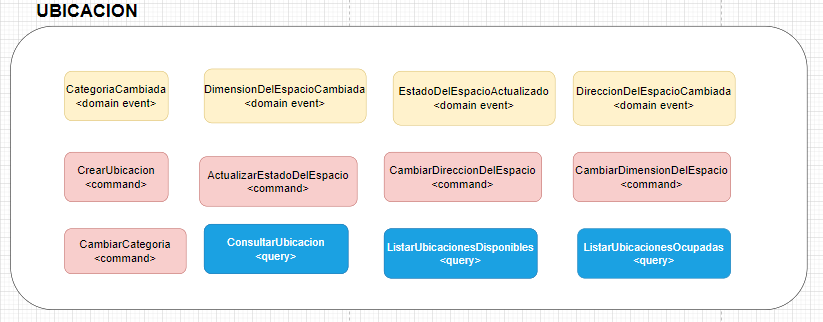 UBICACION
CategoriaCambiada
<domain event>
DimensionDelEspacioCambiada
<domain event>
EstadoDelEspacioActualizado
<domain event>
DireccionDelEspacioCambiada
<domain event>
CrearUbicacion
<command>
ActualizarEstadoDelEspacio
<command>
CambiarDireccionDelEspacio
<command>
CambiarDimensionDelEspacio
<command>
CambiarCategoria
<command>
ConsultarUbicacion
<query>
ListarUbicacionesDisponibles
<query>
ListarUbicacionesOcupadas
<query>